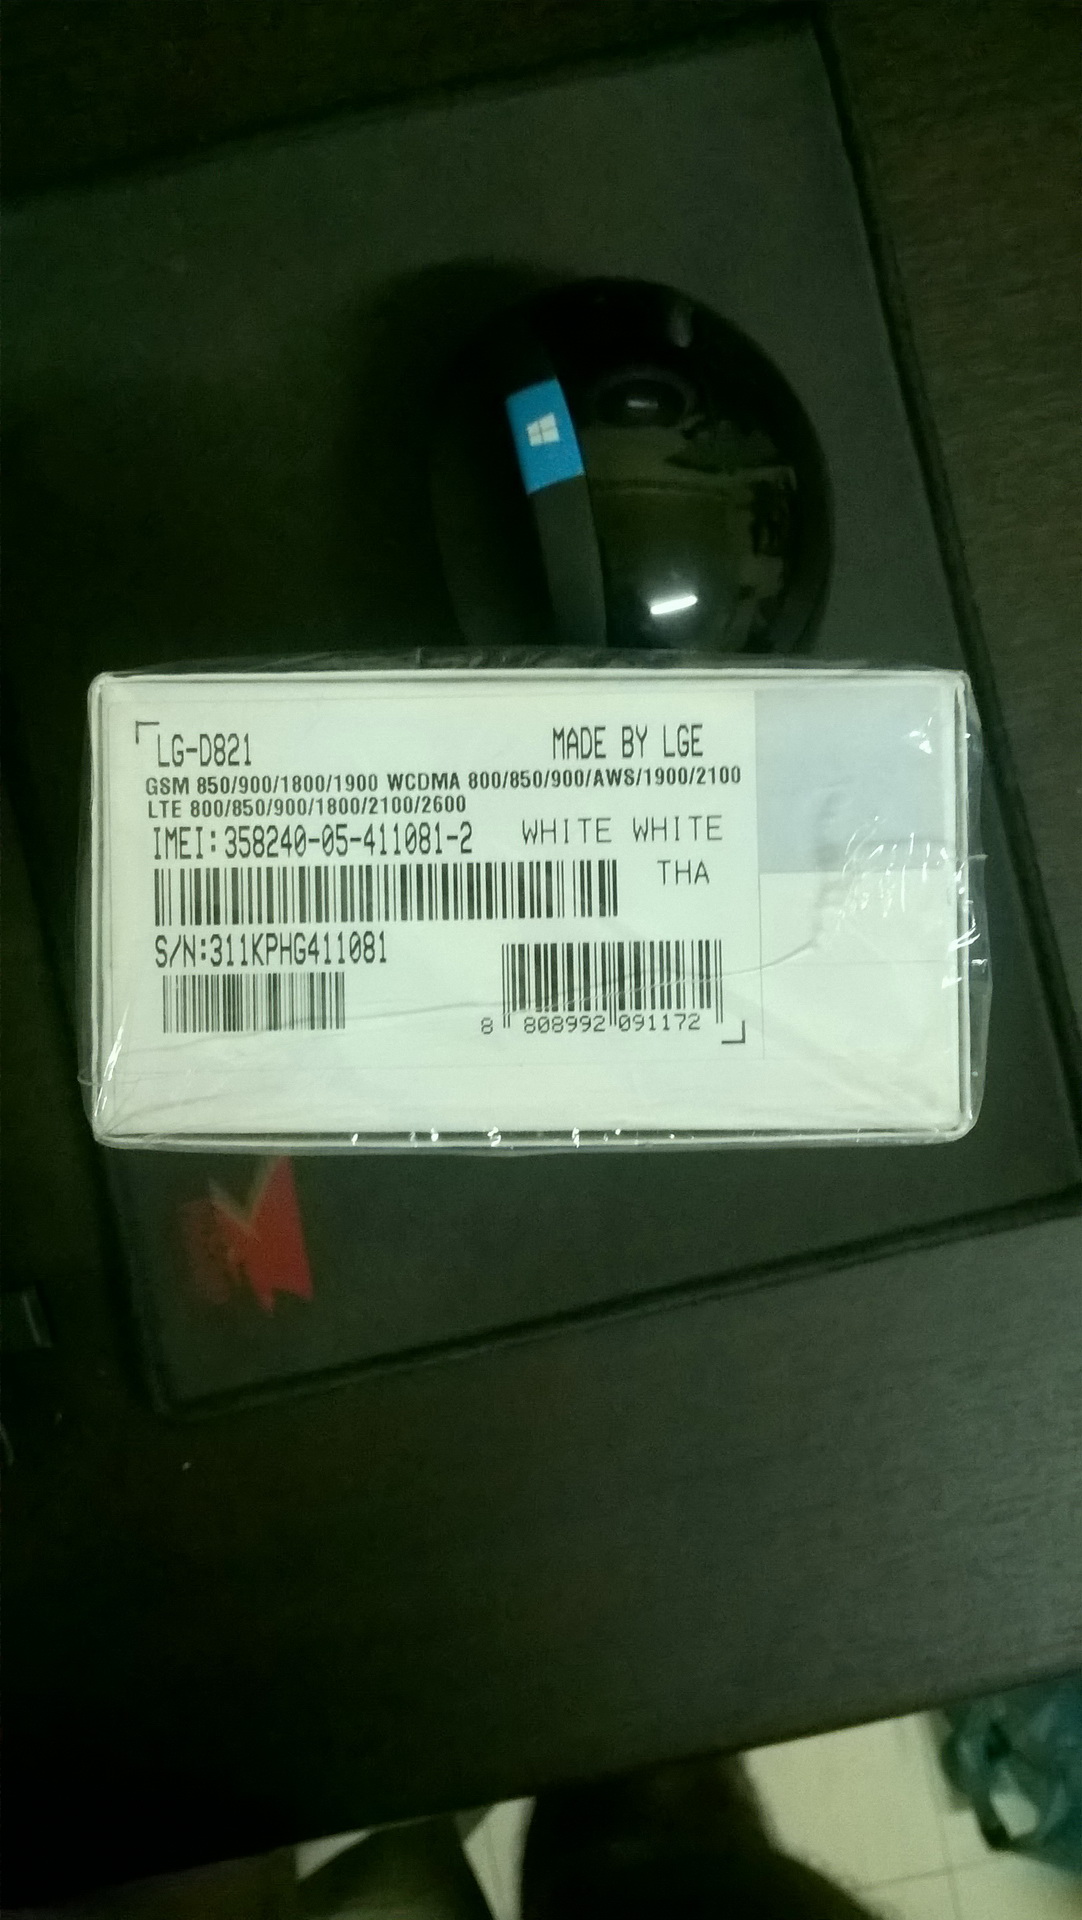 LG-D821
MADE BY LGE
GSM 850/900/1800/1900 WCDMA 800/850/900/AWS/1900/2100
LTE 800/850/900/1800/2100/2600
IMEI: 358240-05-411081-2
WHITE WHITE
THA
S/N:311KPHG411081
8 808992 091172